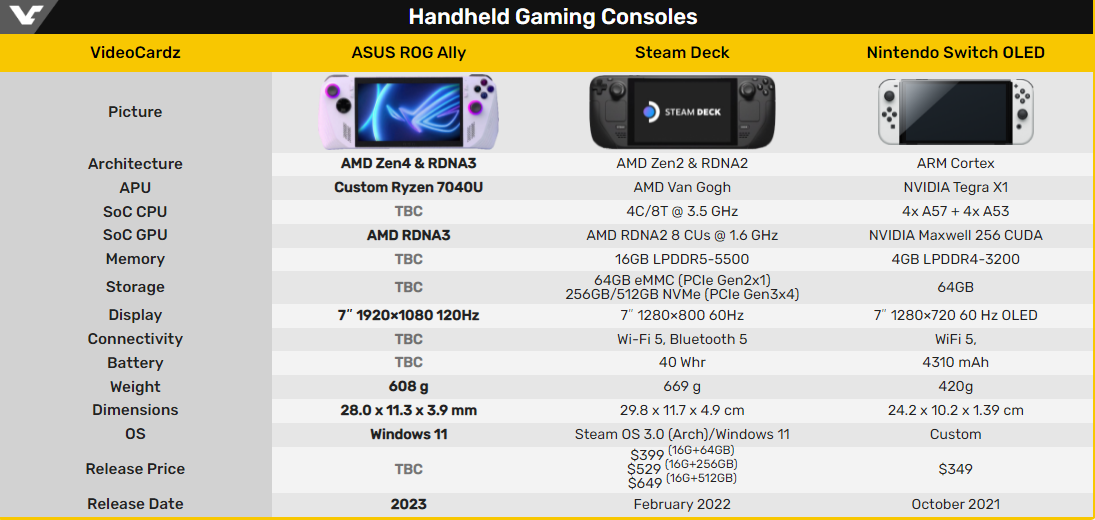 VC
Handheld Gaming Consoles
VideoCardz ASUS ROG Ally Steam Deck Nintendo Switch OLED
Picture
STEAM DECK
Architecture AMD Zen4 & RDNA3 AMD Zen2 & RDNA2 ARM Cortex
APU Custom Ryzen 7040U AMD Van Gogh NVIDIA Tegra X1
SoC CPU TBC 4C/8T @ 3.5 GHz 4x A57 + 4x A53
SoC GPU AMD RDNA3 AMD RDNA2 8 CUs @ 1.6 GHz NVIDIA Maxwell 256 CUDA
Memory TBC 16GB LPDDR5-5500 4GB LPDDR4-3200
Storage TBC 64GB eMMC (PCIe Gen2x1) 64GB
256GB/512GB NVMe (PCIe Gen3x4)
Display 7″ 1920×1080 120Hz 7″ 1280×800 60Hz 7″ 1280×720 60 Hz OLED
Connectivity TBC Wi-Fi 5, Bluetooth 5 WiFi 5,
Battery TBC 40 Whr 4310 mAh
Weight 608 g 669 g 420g
Dimensions 28.0 x 11.3 x 3.9 mm 29.8 x 11.7 x 4.9 cm 24.2 x 10.2 x 1.39 cm
OS Windows 11 Steam OS 3.0 (Arch)/Windows 11 Custom
Release Price TBC $399 (16G+64GB) $349
$529 (16G+256GB)
$649 (16G+512GB)
Release Date 2023 February 2022 October 2021